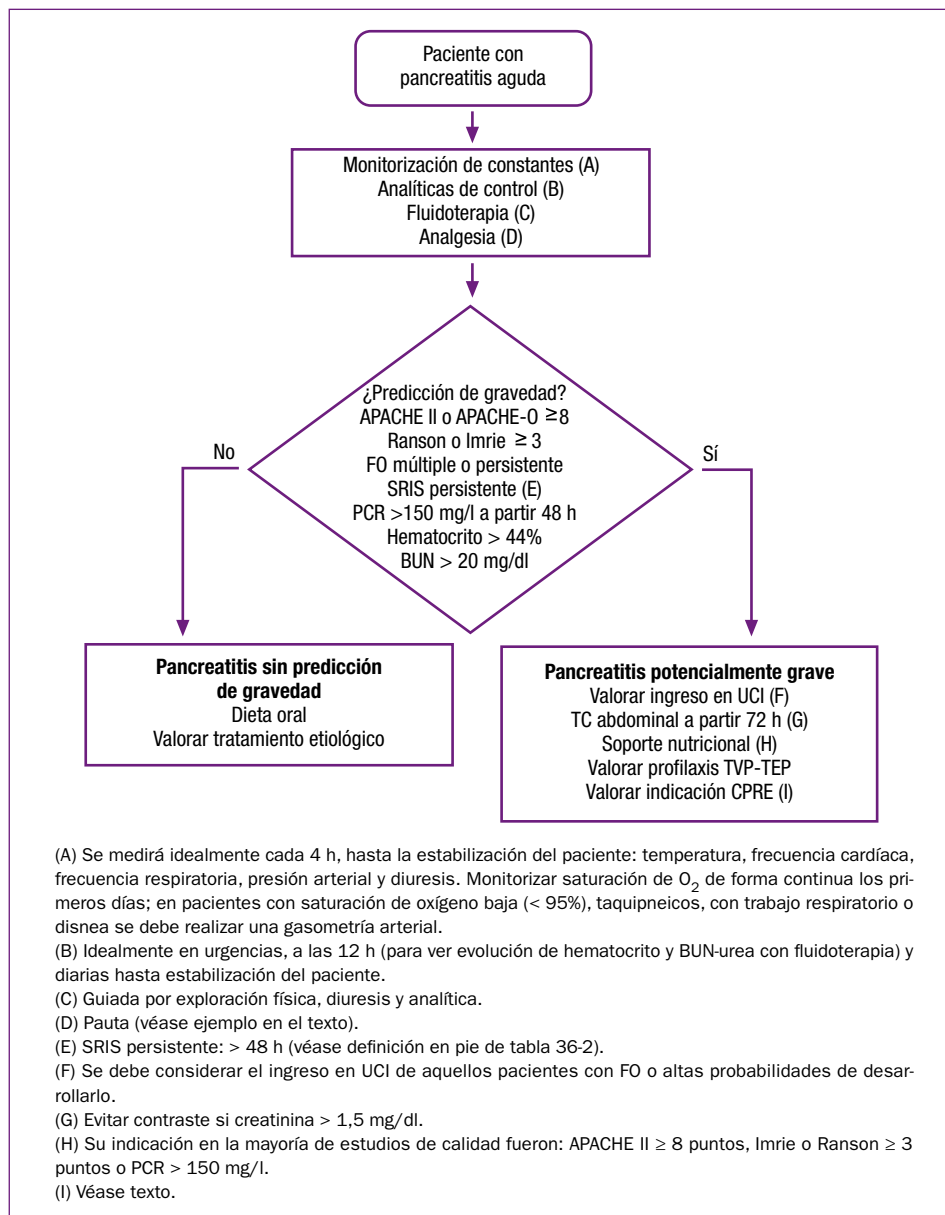 Paciente con
pancreatitis aguda
Monitorización de constantes (A)
Analíticas de control (B)
Fluidoterapia (C)
Analgesia (D)
¿Predicción de gravedad?
APACHE II o APACHE-O ≥8
Ranson o Imrie ≥ 3
FO múltiple o persistente
SRIS persistente (E)
PCR >150 mg/l a partir 48 h
Hematocrito > 44%
BUN > 20 mg/dl
No
Sí
Pancreatitis sin predicción
de gravedad
Dieta oral
Valorar tratamiento etiológico
Pancreatitis potencialmente grave
Valorar ingreso en UCI (F)
TC abdominal a partir 72 h (G)
Soporte nutricional (H)
Valorar profilaxis TVP-TEP
Valorar indicación CPRE (I)
(A) Se medirá idealmente cada 4 h, hasta la estabilización del paciente: temperatura, frecuencia cardíaca,
frecuencia respiratoria, presión arterial y diuresis. Monitorizar saturación de O₂ de forma continua los pri-
meros días; en pacientes con saturación de oxígeno baja (< 95%), taquipneicos, con trabajo respiratorio o
disnea se debe realizar una gasometría arterial.
(B) Idealmente en urgencias, a las 12 h (para ver evolución de hematocrito y BUN-urea con fluidoterapia) y
diarias hasta estabilización del paciente.
(C) Guiada por exploración física, diuresis y analítica.
(D) Pauta (véase ejemplo en el texto).
(E) SRIS persistente: > 48 h (véase definición en pie de tabla 36-2).
(F) Se debe considerar el ingreso en UCI de aquellos pacientes con FO o altas probabilidades de desar-
rollarlo.
(G) Evitar contraste si creatinina > 1,5 mg/dl.
(H) Su indicación en la mayoría de estudios de calidad fueron: APACHE II ≥ 8 puntos, Imrie o Ranson ≥ 3
puntos o PCR > 150 mg/l.
(I) Véase texto.